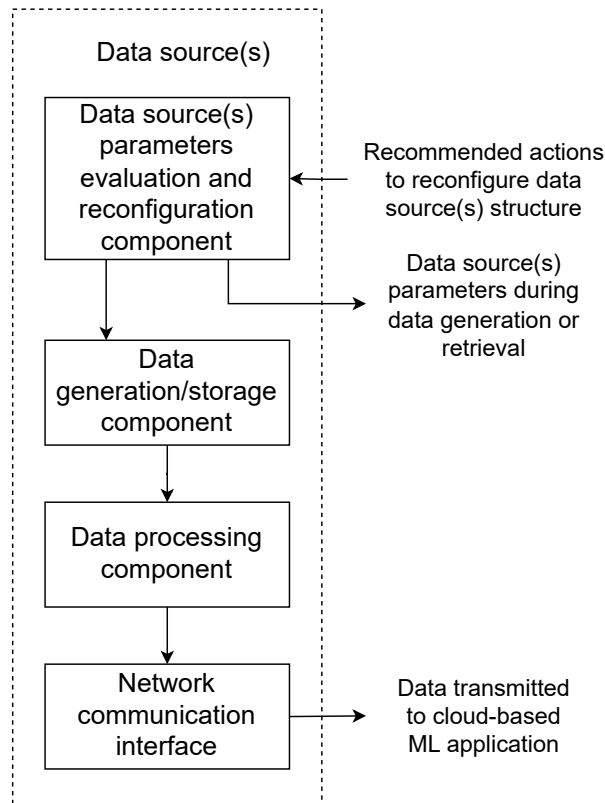 Data source(s)
Data source(s)
parameters
evaluation and
reconfiguration
component
Recommended actions
to reconfigure data
source(s) structure
Data source(s)
parameters during
data generation or
retrieval
Data
generation/storage
component
Data processing
component
Network
communication
interface
Data transmitted
to cloud-based
ML application